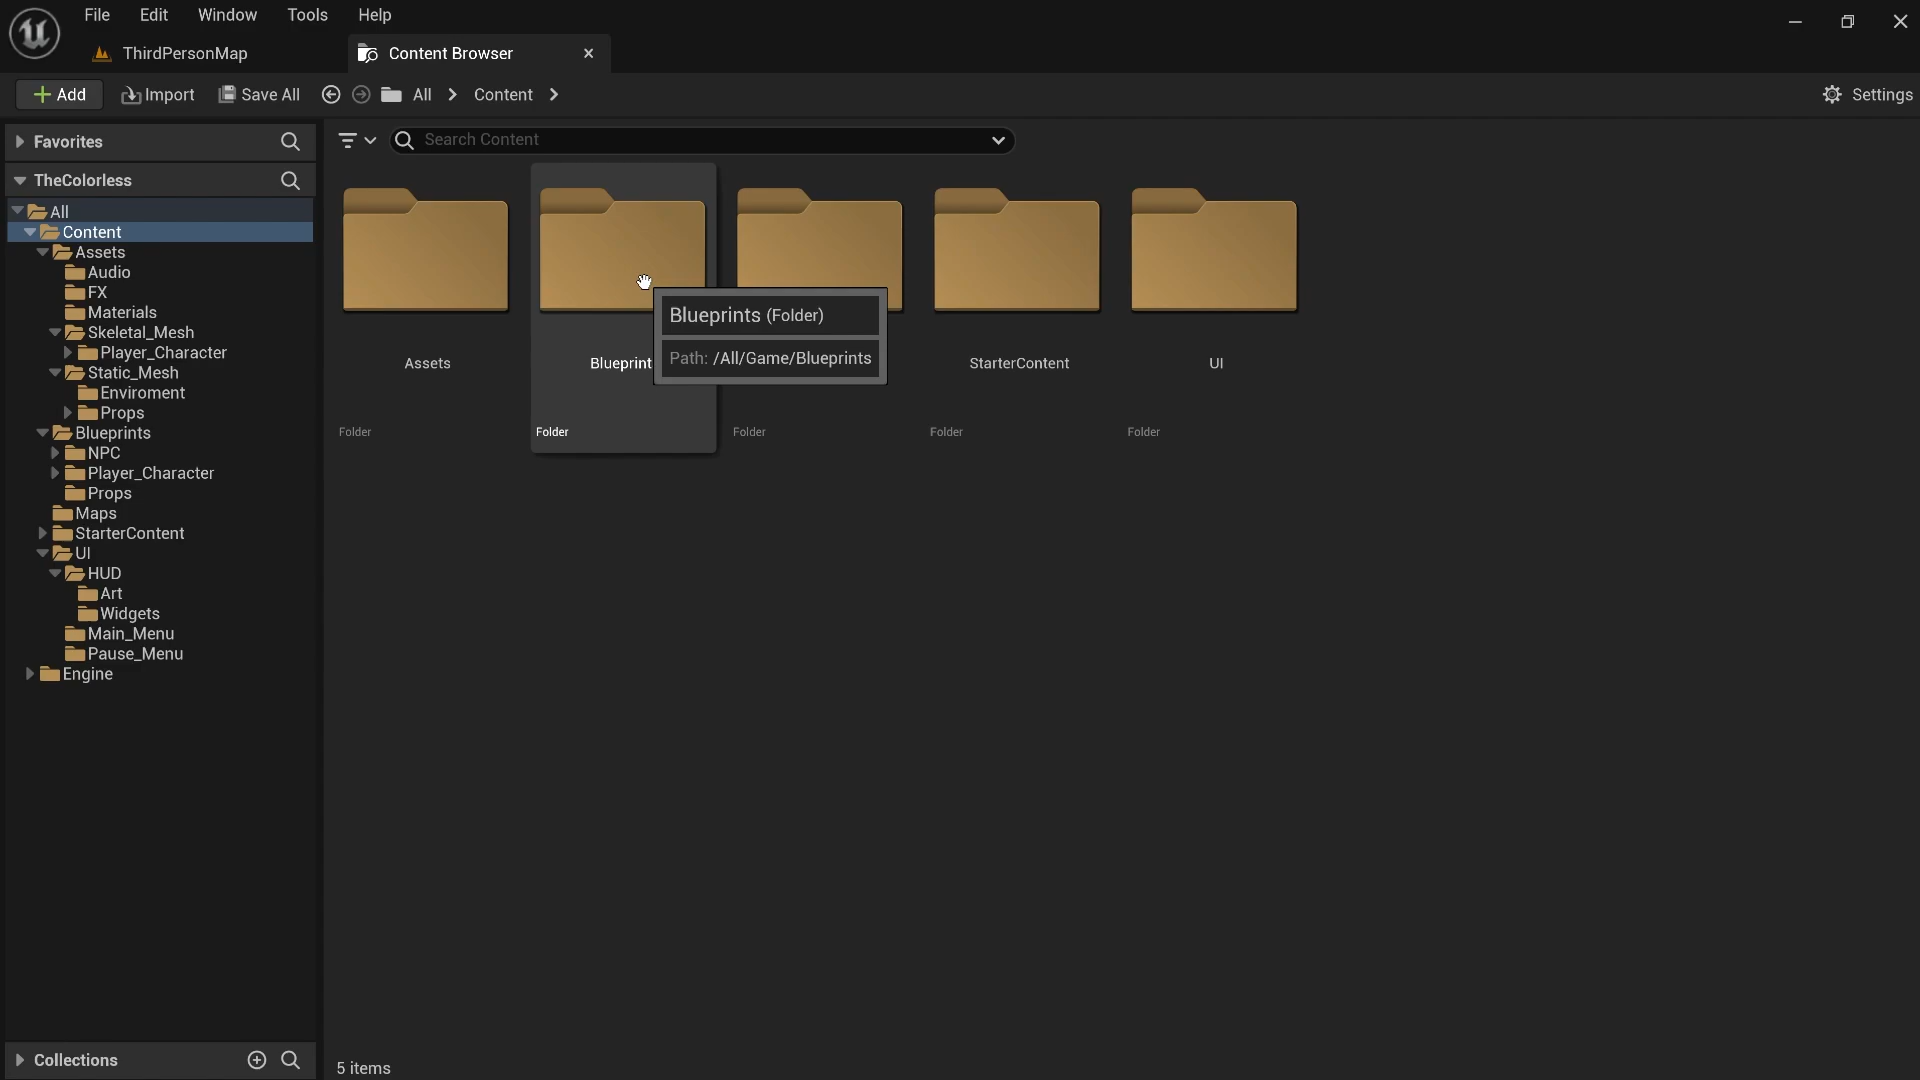 File Edit Window Tools Help
ThirdPersonMap
Content Browser
Add Import Save All All Content Settings
Favorites
Search Content
TheColorless
All
Content
Assets
Audio
FX
Materials
Skeletal_Mesh
Player_Character
Static_Mesh
Enviroment
Props
Blueprints
NPC
Player_Character
Props
Maps
StarterContent
UI
HUD
Art
Widgets
Main_Menu
Pause_Menu
Engine
Collections
Blueprints (Folder)
Path: /All/Game/Blueprints
Assets Blueprint StarterContent UI
Folder Folder Folder Folder Folder
5 items